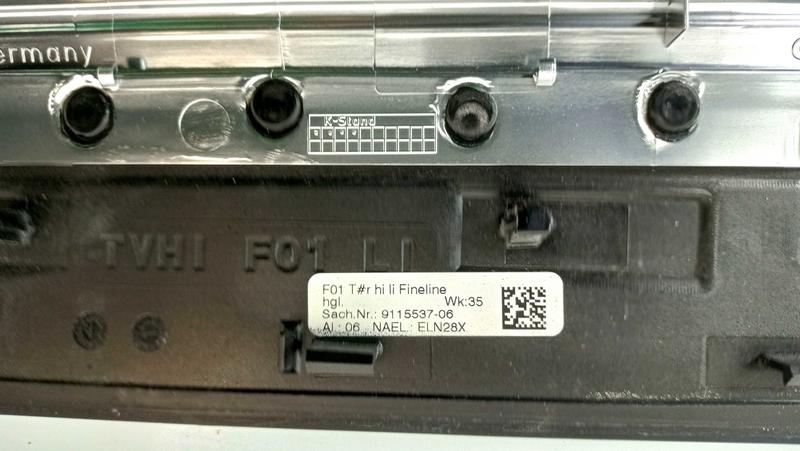 ermany
K-Stand
TVHI F01 LI
F01 T#r hi li Fineline
hgl. Wk:35
Sach.Nr.: 9115537-06
AI.: 06 NAEL.: ELN28X